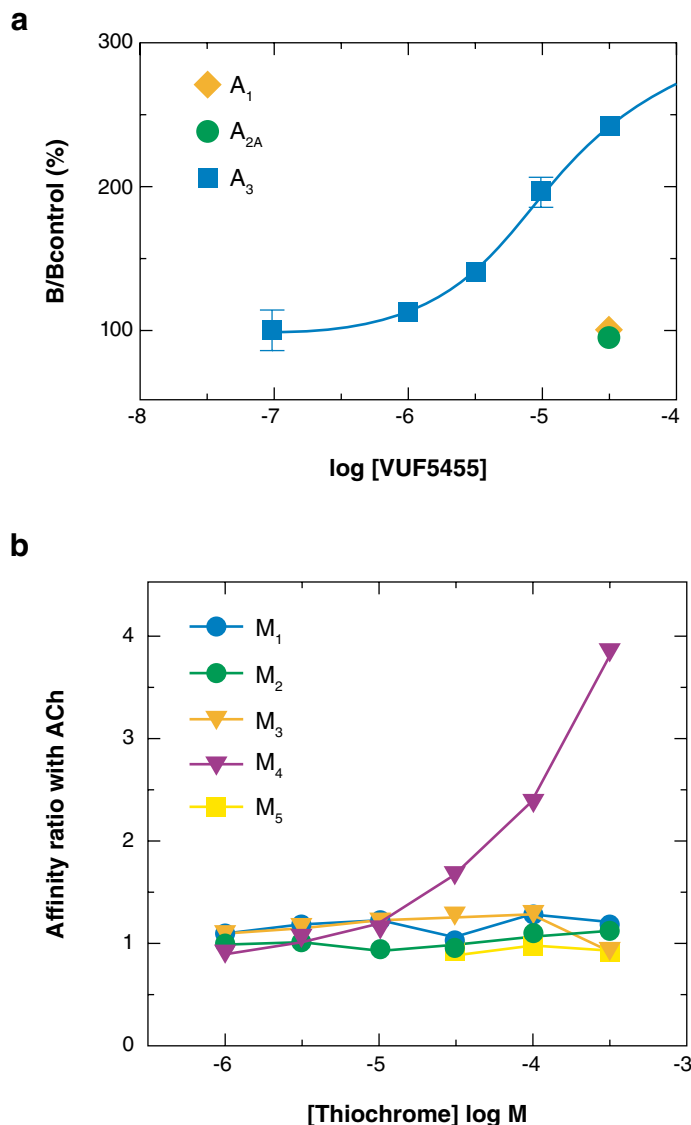 a
300
200
100
B/Bcontrol (%)
A₁
A₂A
A₃
-8
-7
-6
-5
-4
log [VUF5455]
b
4
3
2
1
0
Affinity ratio with ACh
M₁
M₂
M₃
M₄
M₅
-6
-5
-4
-3
[Thiochrome] log M